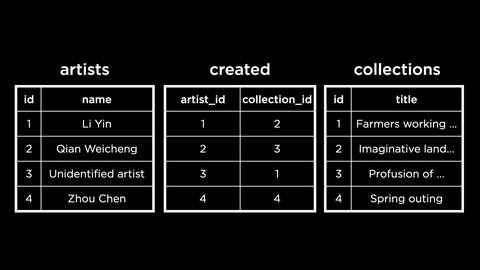 artists created collections
id name artist_id collection_id id title
1 Li Yin 1 2 1 Farmers working ...
2 Qian Weicheng 2 3 2 Imaginative land...
3 Unidentified artist 3 1 3 Profusion of ...
4 Zhou Chen 4 4 4 Spring outing